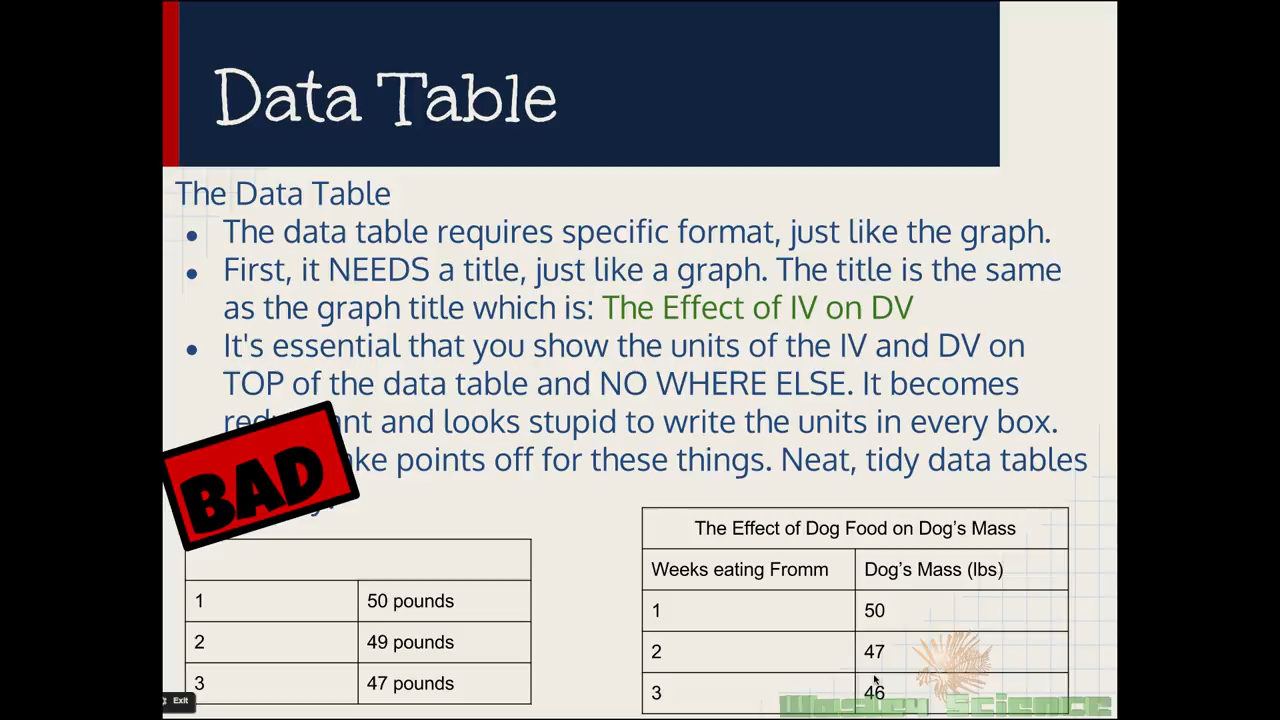 Data Table
The Data Table
• The data table requires specific format, just like the graph.
• First, it NEEDS a title, just like a graph. The title is the same
as the graph title which is: The Effect of IV on DV
• It's essential that you show the units of the IV and DV on
TOP of the data table and NO WHERE ELSE. It becomes
and looks stupid to write the units in every box.
points off for these things. Neat, tidy data tables
BAD
1 50 pounds
2 49 pounds
3 47 pounds
The Effect of Dog Food on Dog's Mass
Weeks eating Fromm Dog's Mass (lbs)
1 50
2 47
3 46
Exit
Wasley Science